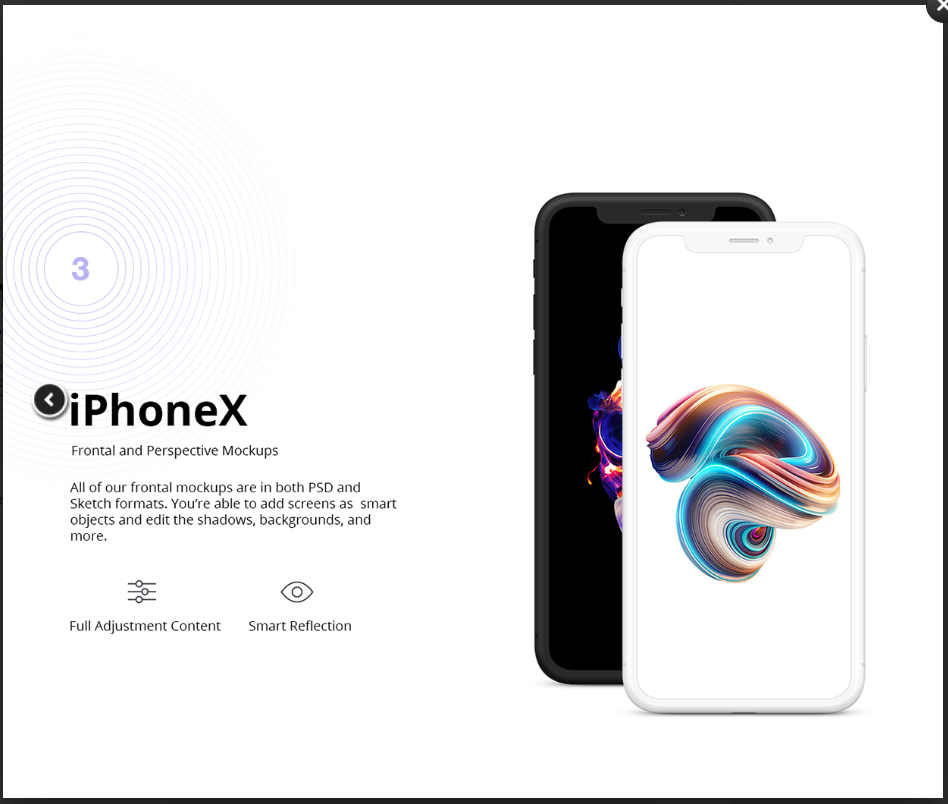 3
iPhoneX
Frontal and Perspective Mockups
All of our frontal mockups are in both PSD and
Sketch formats. You’re able to add screens as  smart
objects and edit the shadows, backgrounds, and
more.
Full Adjustment Content
Smart Reflection